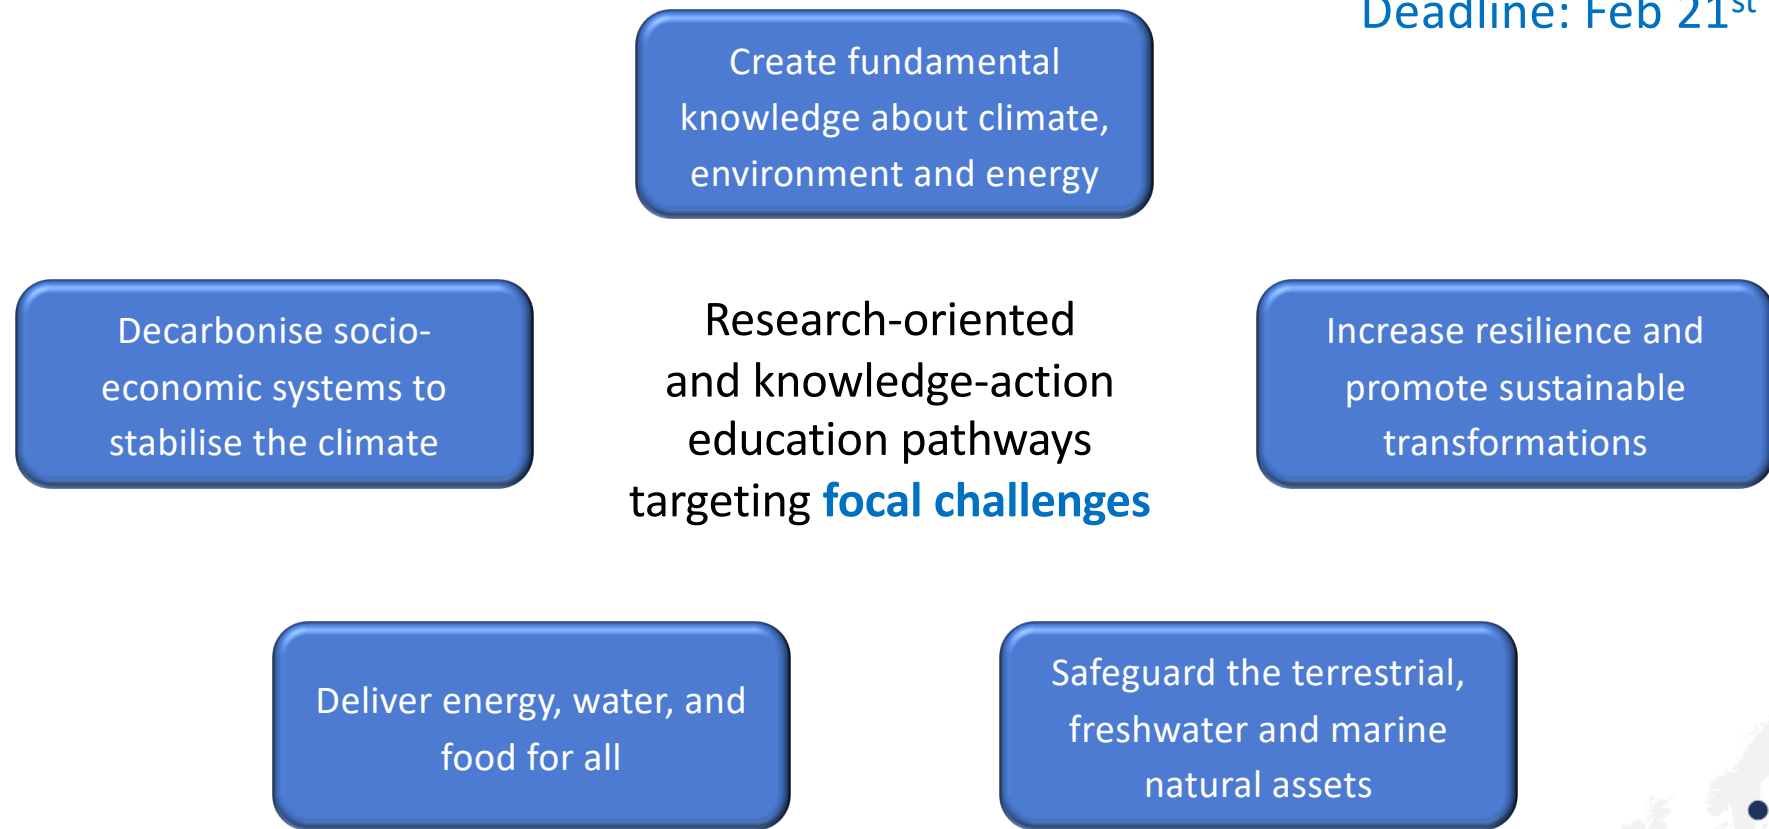 Deadline: Feb 21st
Create fundamental
knowledge about climate,
environment and energy
Decarbonise socio-
economic systems to
stabilise the climate
Research-oriented
and knowledge-action
education pathways
targeting focal challenges
Increase resilience and
promote sustainable
transformations
Deliver energy, water, and
food for all
Safeguard the terrestrial,
freshwater and marine
natural assets